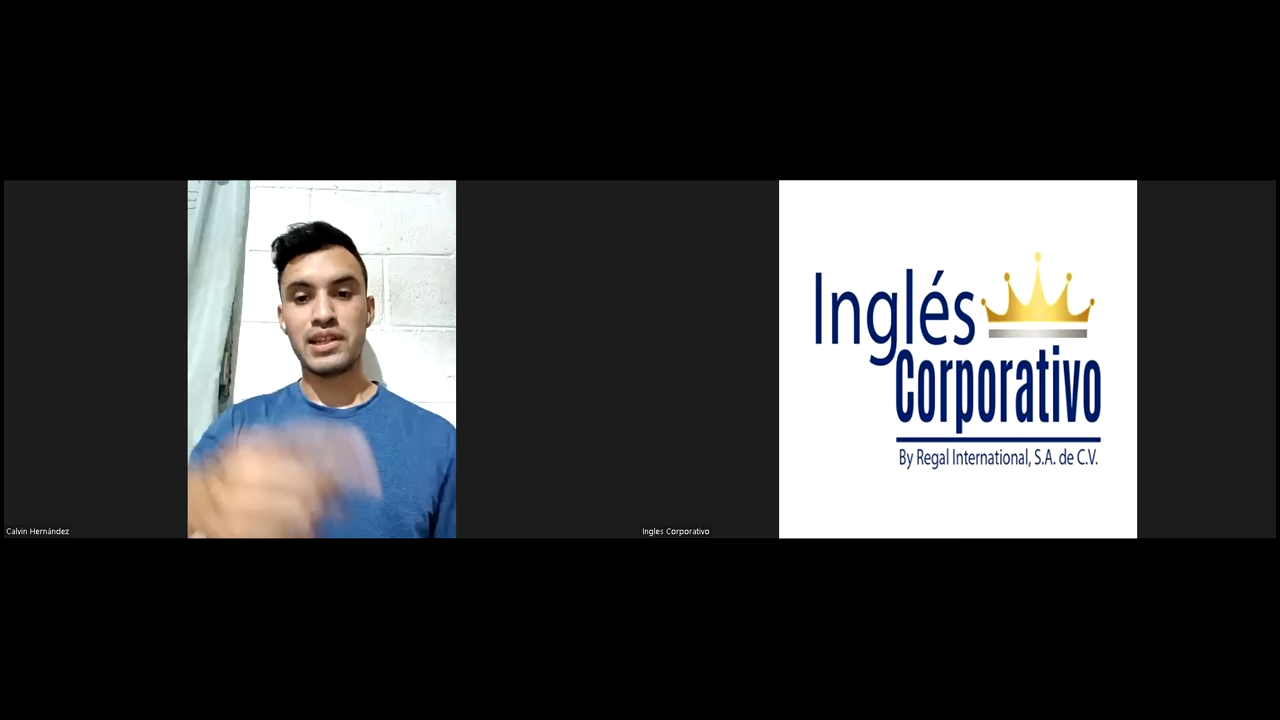 Inglés
Corporativo
By Regal International, S.A. de C.V.
Calvin Hernández
Ingles Corporativo